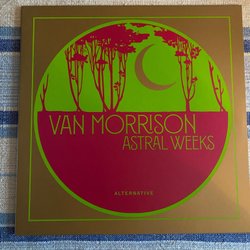 VAN MORRISON
ASTRAL WEEKS
ALTERNATIVE